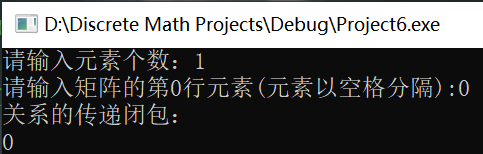 D:\Discrete Math Projects\Debug\Project6.exe
请输入元素个数：1
请输入矩阵的第0行元素(元素以空格分隔):0
关系的传递闭包：
0